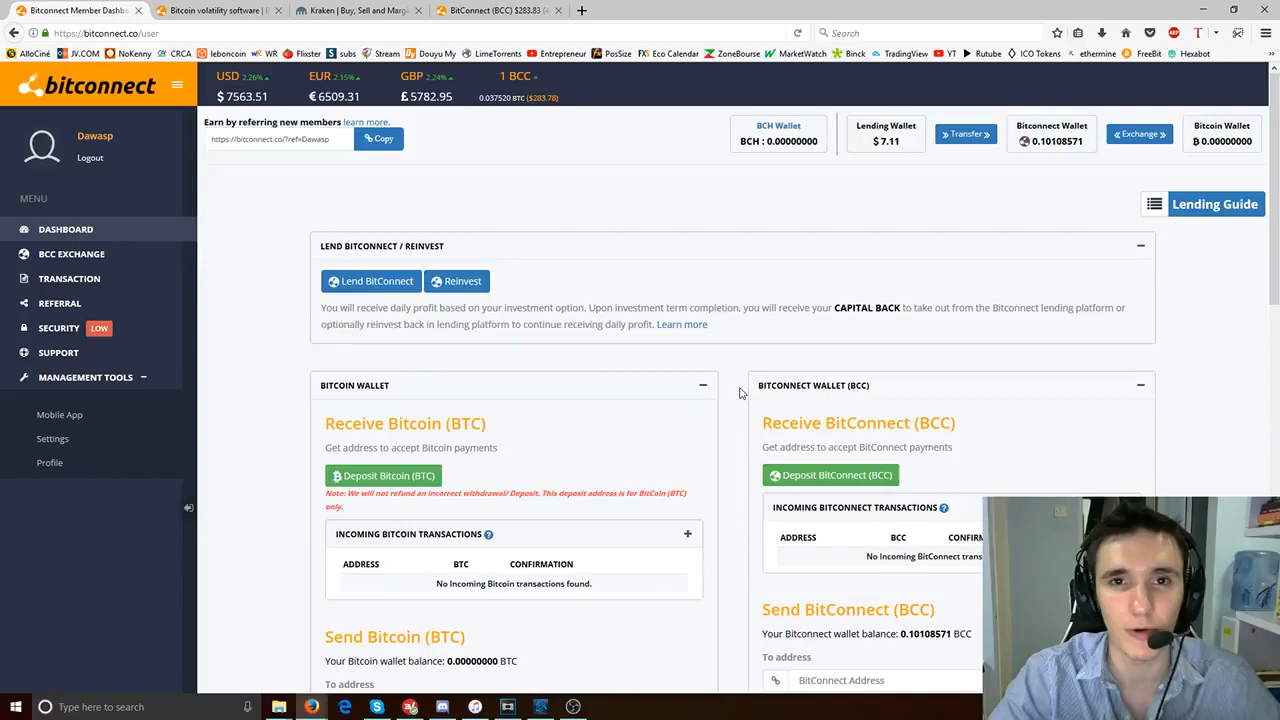 Bitconnect Member Dashba
Bitcoin volatility software | B
Kraken | Buy, Sell and Marg
BitConnect (BCC) $283.83 (4
https://bitconnect.co/user
Search
AlloCiné JV.COM NoKenny CRCA leboncoin WR Flixster subs Stream Douyu My LimeTorrents Entrepreneur PosSize Eco Calendar ZoneBourse MarketWatch Binck TradingView YT Rutube ICO Tokens ethermine FreeBit Hexabot
bitconnect
USD 2.26%
EUR 2.15%
GBP 2.24%
1 BCC
$ 7563.51
€ 6509.31
£ 5782.95
0.037520 BTC ($283.78)
Dawasp
Logout
MENU
DASHBOARD
BCC EXCHANGE
TRANSACTION
REFERRAL
SECURITY LOW
SUPPORT
MANAGEMENT TOOLS
Mobile App
Settings
Profile
Earn by referring new members learn more.
https://bitconnect.co/?ref=Dawasp
Copy
BCH Wallet
BCH : 0.00000000
Lending Wallet
$ 7.11
Transfer
Bitconnect Wallet
0.10108571
Exchange
Bitcoin Wallet
0.00000000
Lending Guide
LEND BITCONNECT / REINVEST
Lend BitConnect
Reinvest
You will receive daily profit based on your investment option. Upon investment term completion, you will receive your CAPITAL BACK to take out from the Bitconnect lending platform or
optionally reinvest back in lending platform to continue receiving daily profit. Learn more
BITCOIN WALLET
Receive Bitcoin (BTC)
Get address to accept Bitcoin payments
Deposit Bitcoin (BTC)
Note: We will not refund an incorrect withdrawal/ Deposit. This deposit address is for BitCoin (BTC)
only.
INCOMING BITCOIN TRANSACTIONS ?
ADDRESS BTC CONFIRMATION
No Incoming Bitcoin transactions found.
Send Bitcoin (BTC)
Your Bitcoin wallet balance: 0.00000000 BTC
To address
BITCONNECT WALLET (BCC)
Receive BitConnect (BCC)
Get address to accept BitConnect payments
Deposit BitConnect (BCC)
INCOMING BITCONNECT TRANSACTIONS ?
ADDRESS BCC CONFIRM
No Incoming BitConnect trans
Send BitConnect (BCC)
Your Bitconnect wallet balance: 0.10108571 BCC
To address
BitConnect Address
Type here to search